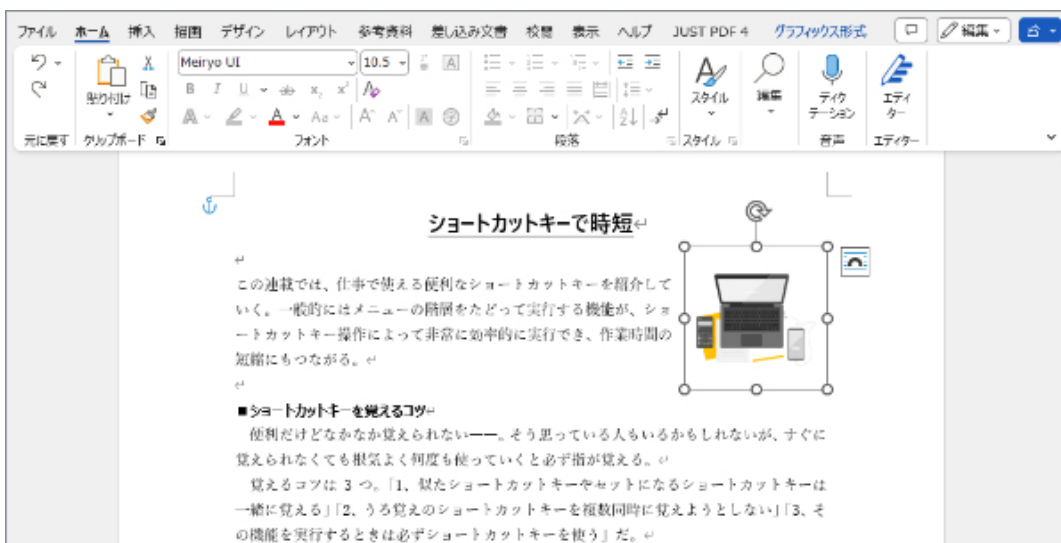 ファイル ホーム 挿入 描画 デザイン レイアウト 参考資料 差し込み文書 校閲 表示 ヘルプ JUST PDF 4 グラフィックス形式 編集
Meiryo UI 10.5
貼り付け スタイル 編集 ディクテーション エディター
元に戻す クリップボード フォント 段落 スタイル 音声 エディター
ショートカットキーで時短
この連載では、仕事で使える便利なショートカットキーを紹介して
いく。一般的にはメニューの階層をたどって実行する機能が、ショ
ートカットキー操作によって非常に効率的に実行でき、作業時間の
短縮にもつながる。
■ショートカットキーを覚えるコツ
便利だけどなかなか覚えられない――。そう思っている人もいるかもしれないが、すぐに
覚えられなくても根気よく何度も使っていくと必ず指が覚える。
覚えるコツは 3 つ。「1、似たショートカットキーやセットになるショートカットキーは
一緒に覚える」「2、うろ覚えのショートカットキーを複数同時に覚えようとしない」「3、そ
の機能を実行するときは必ずショートカットキーを使う」だ。